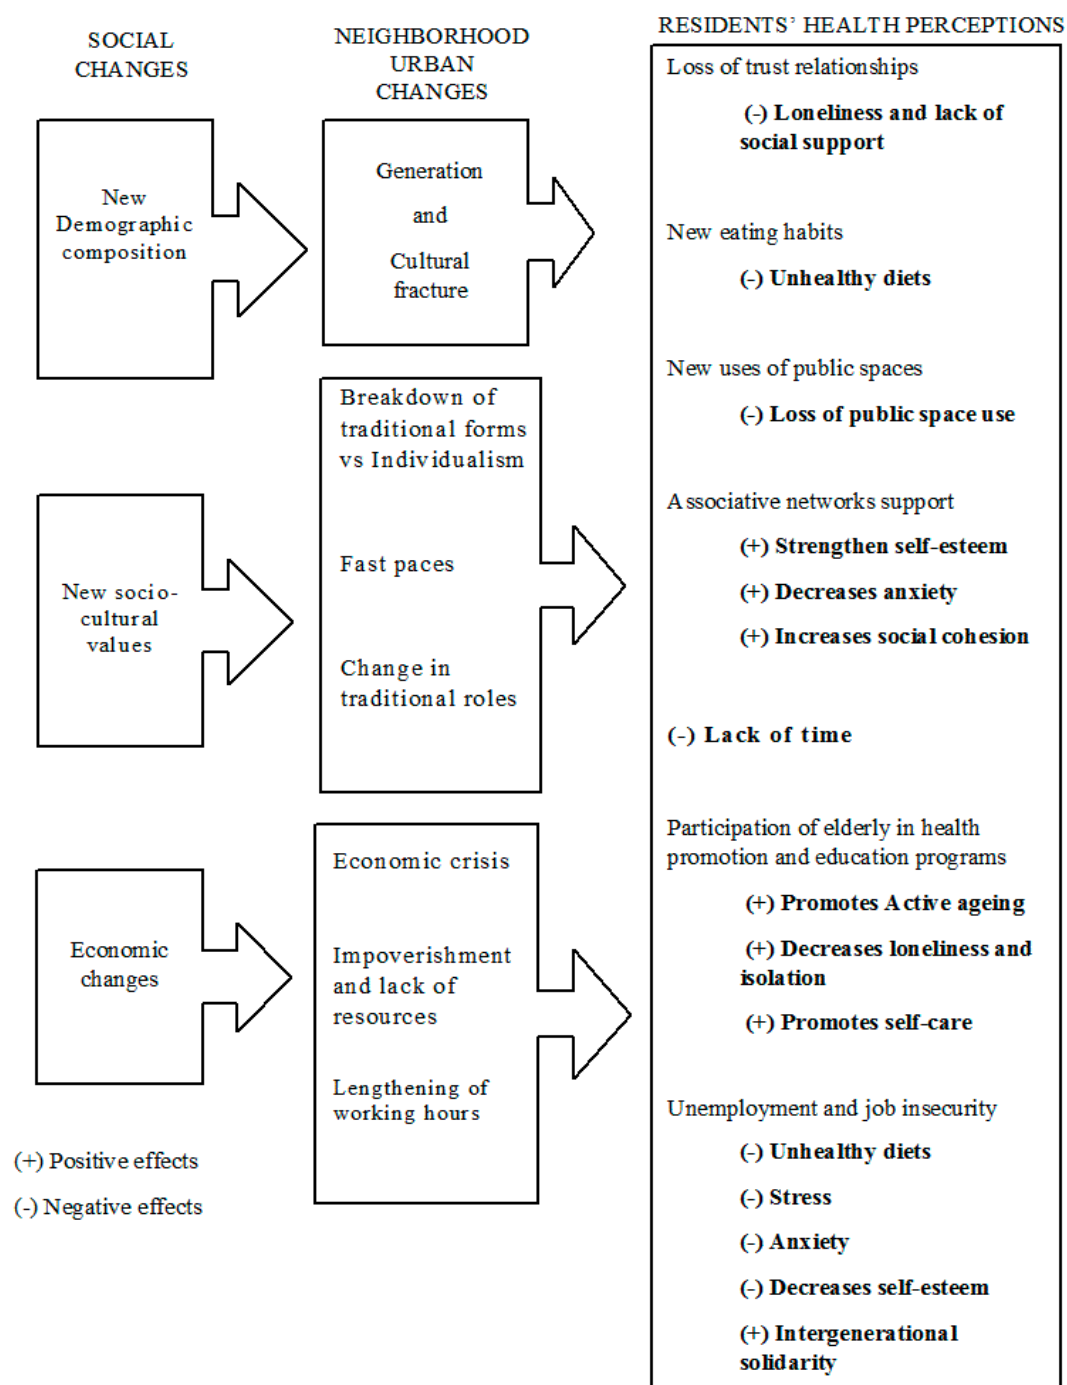 SOCIAL
CHANGES
New
Demographic
composition
New socio-
cultural
values
Economic
changes
(+) Positive effects
(-) Negative effects
NEIGHBORHOOD
URBAN
CHANGES
Generation
and
Cultural
fracture
Breakdown of
traditional forms
vs Individualism
Fast paces
Change in
traditional roles
Economic crisis
Impoverishment
and lack of
resources
Lengthening of
working hours
RESIDENTS’ HEALTH PERCEPTIONS
Loss of trust relationships
(-) Loneliness and lack of
social support
New eating habits
(-) Unhealthy diets
New uses of public spaces
(-) Loss of public space use
Associative networks support
(+) Strengthen self-esteem
(+) Decreases anxiety
(+) Increases social cohesion
(-) Lack of time
Participation of elderly in health
promotion and education programs
(+) Promotes Active ageing
(+) Decreases loneliness and
isolation
(+) Promotes self-care
Unemployment and job insecurity
(-) Unhealthy diets
(-) Stress
(-) Anxiety
(-) Decreases self-esteem
(+) Intergenerational
solidarity